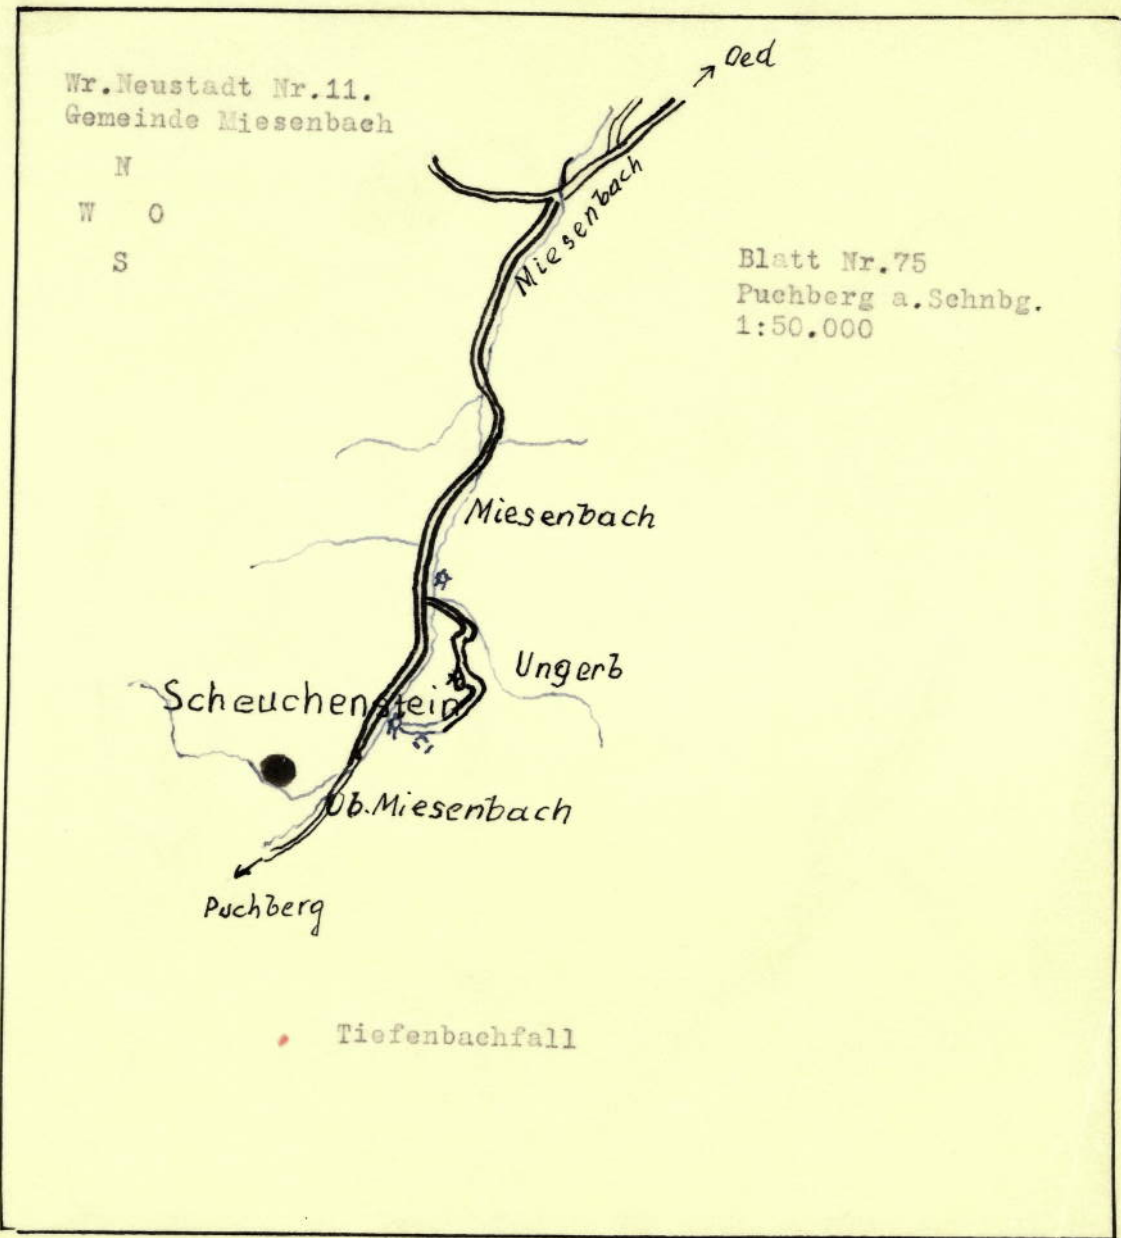 Wr.Neustadt Nr.11.
Gemeinde Miesenbach
N
W O
S
Oed
Miesenbach
Blatt Nr.75
Puchberg a.Schnbg.
1:50.000
Miesenbach
Ungerb
Scheuchenstein
Ob.Miesenbach
Puchberg
Tiefenbachfall